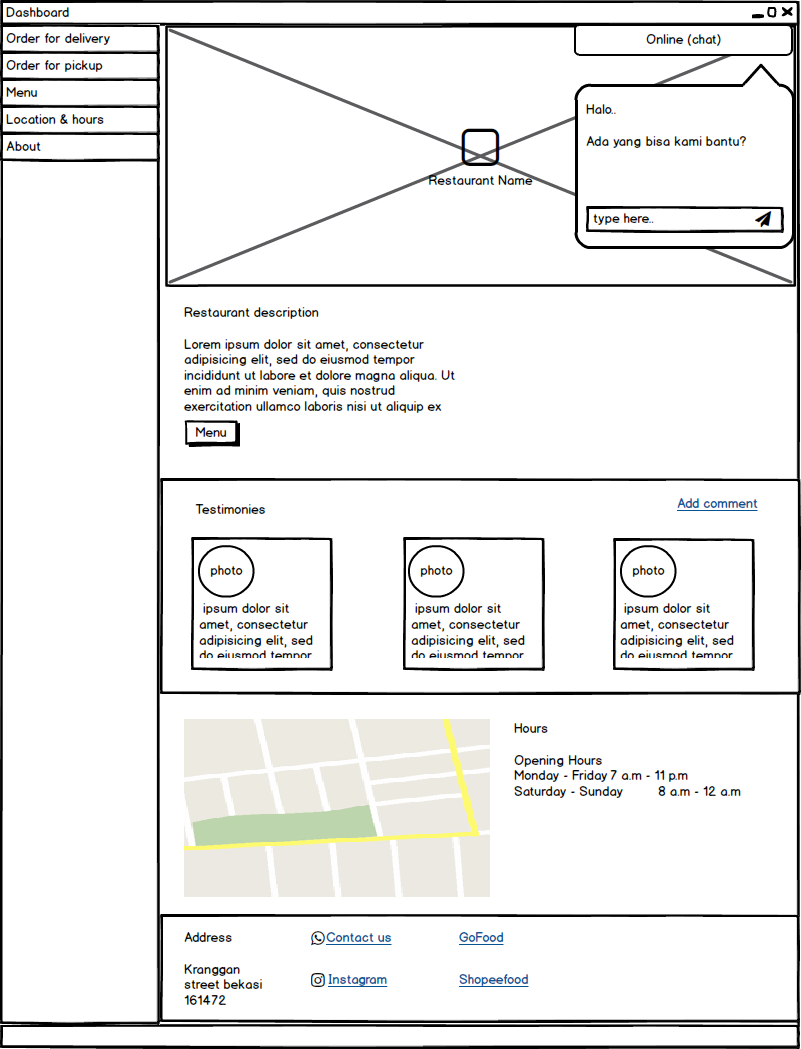 Dashboard
Order for delivery
Order for pickup
Menu
Location & hours
About
Online (chat)
Halo..
Ada yang bisa kami bantu?
type here..
Restaurant Name
Restaurant description
Lorem ipsum dolor sit amet, consectetur
adipisicing elit, sed do eiusmod tempor
incididunt ut labore et dolore magna aliqua. Ut
enim ad minim veniam, quis nostrud
exercitation ullamco laboris nisi ut aliquip ex
Menu
Testimonies
Add comment
photo
ipsum dolor sit
amet, consectetur
adipisicing elit, sed
do eiusmod tempor
photo
ipsum dolor sit
amet, consectetur
adipisicing elit, sed
do eiusmod tempor
photo
ipsum dolor sit
amet, consectetur
adipisicing elit, sed
do eiusmod tempor
Hours
Opening Hours
Monday - Friday 7 a.m - 11 p.m
Saturday - Sunday 8 a.m - 12 a.m
Address
Kranggan
street bekasi
161472
Contact us
Instagram
GoFood
Shopeefood